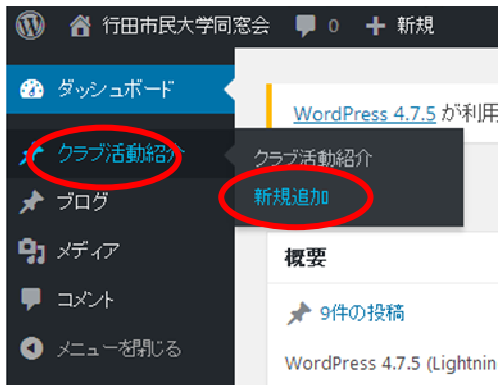 行田市民大学同窓会 0 新規
ダッシュボード
WordPress 4.7.5 が利用
クラブ活動紹介
クラブ活動紹介
新規追加
ブログ
メディア
概要
コメント
9件の投稿
メニューを閉じる
WordPress 4.7.5 (Lightnin